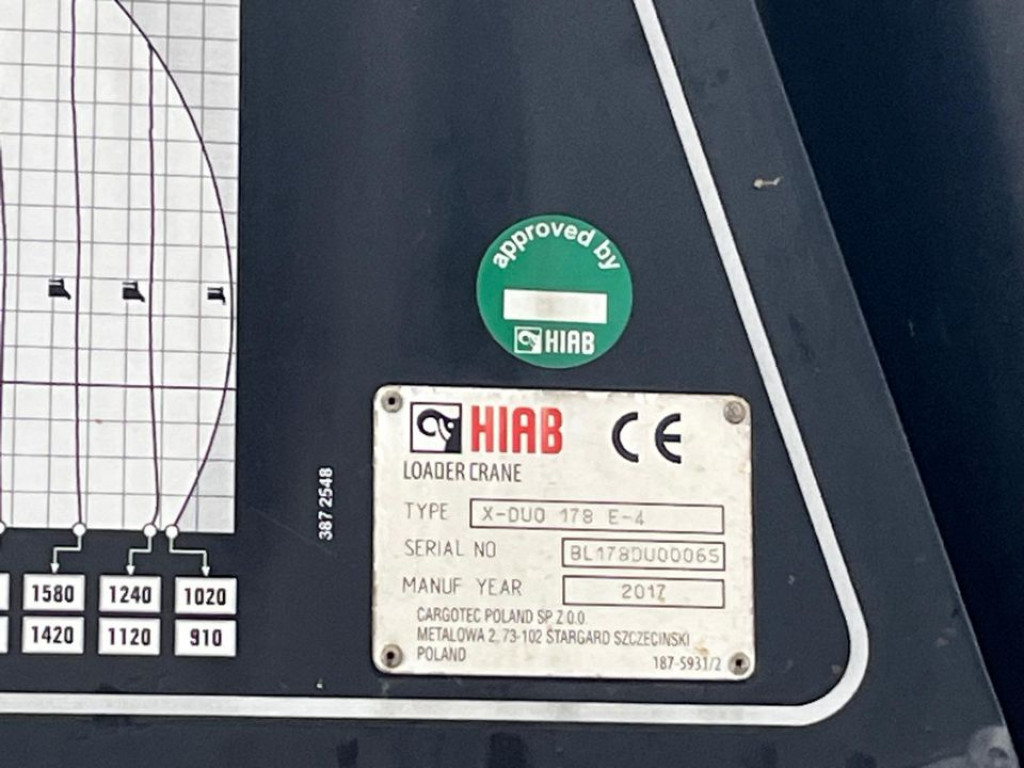 approved by
HIAB
HIAB CE
LOADER CRANE
TYPE X-DUO 178 E-4
SERIAL NO BL178DU00065
MANUF YEAR 2017
CARGOTEC POLAND SP Z.O.O.
METALOWA 2, 73-102 STARGARD SZCZECINSKI
POLAND
187-5931/2
387 2548
1580 1240 1020
1420 1120 910